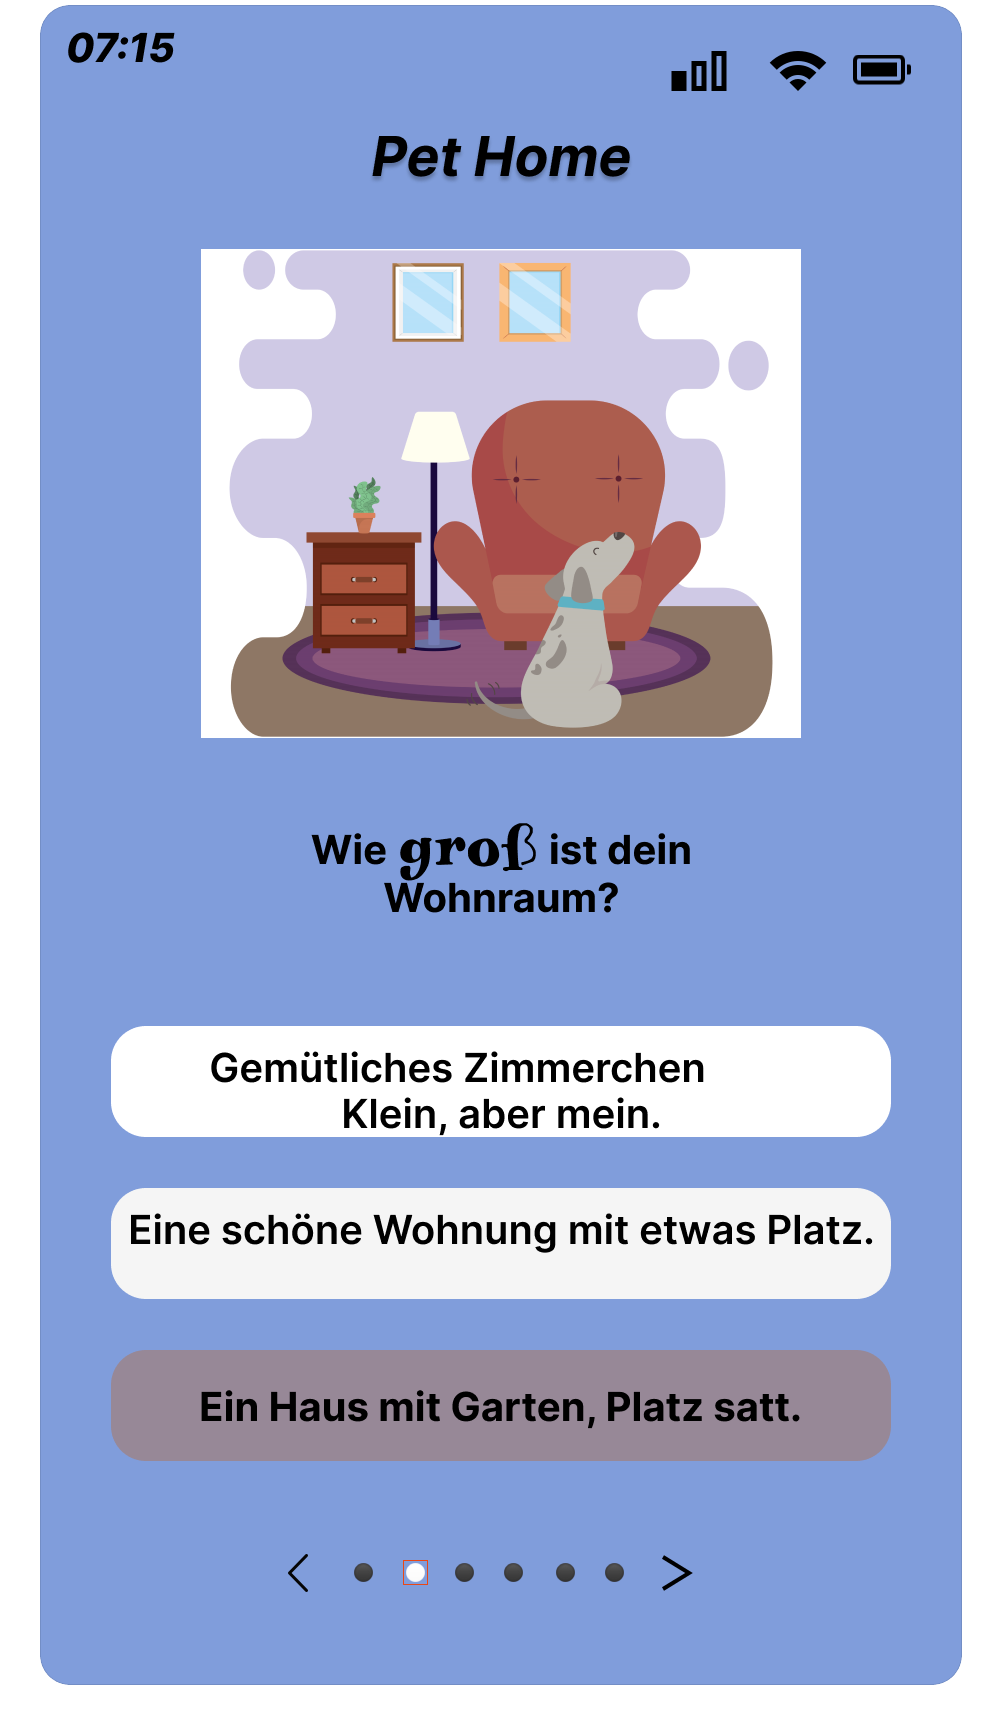 07:15
Pet Home
Wie groß ist dein
Wohnraum?
Gemütliches Zimmerchen
Klein, aber mein.
Eine schöne Wohnung mit etwas Platz.
Ein Haus mit Garten, Platz satt.